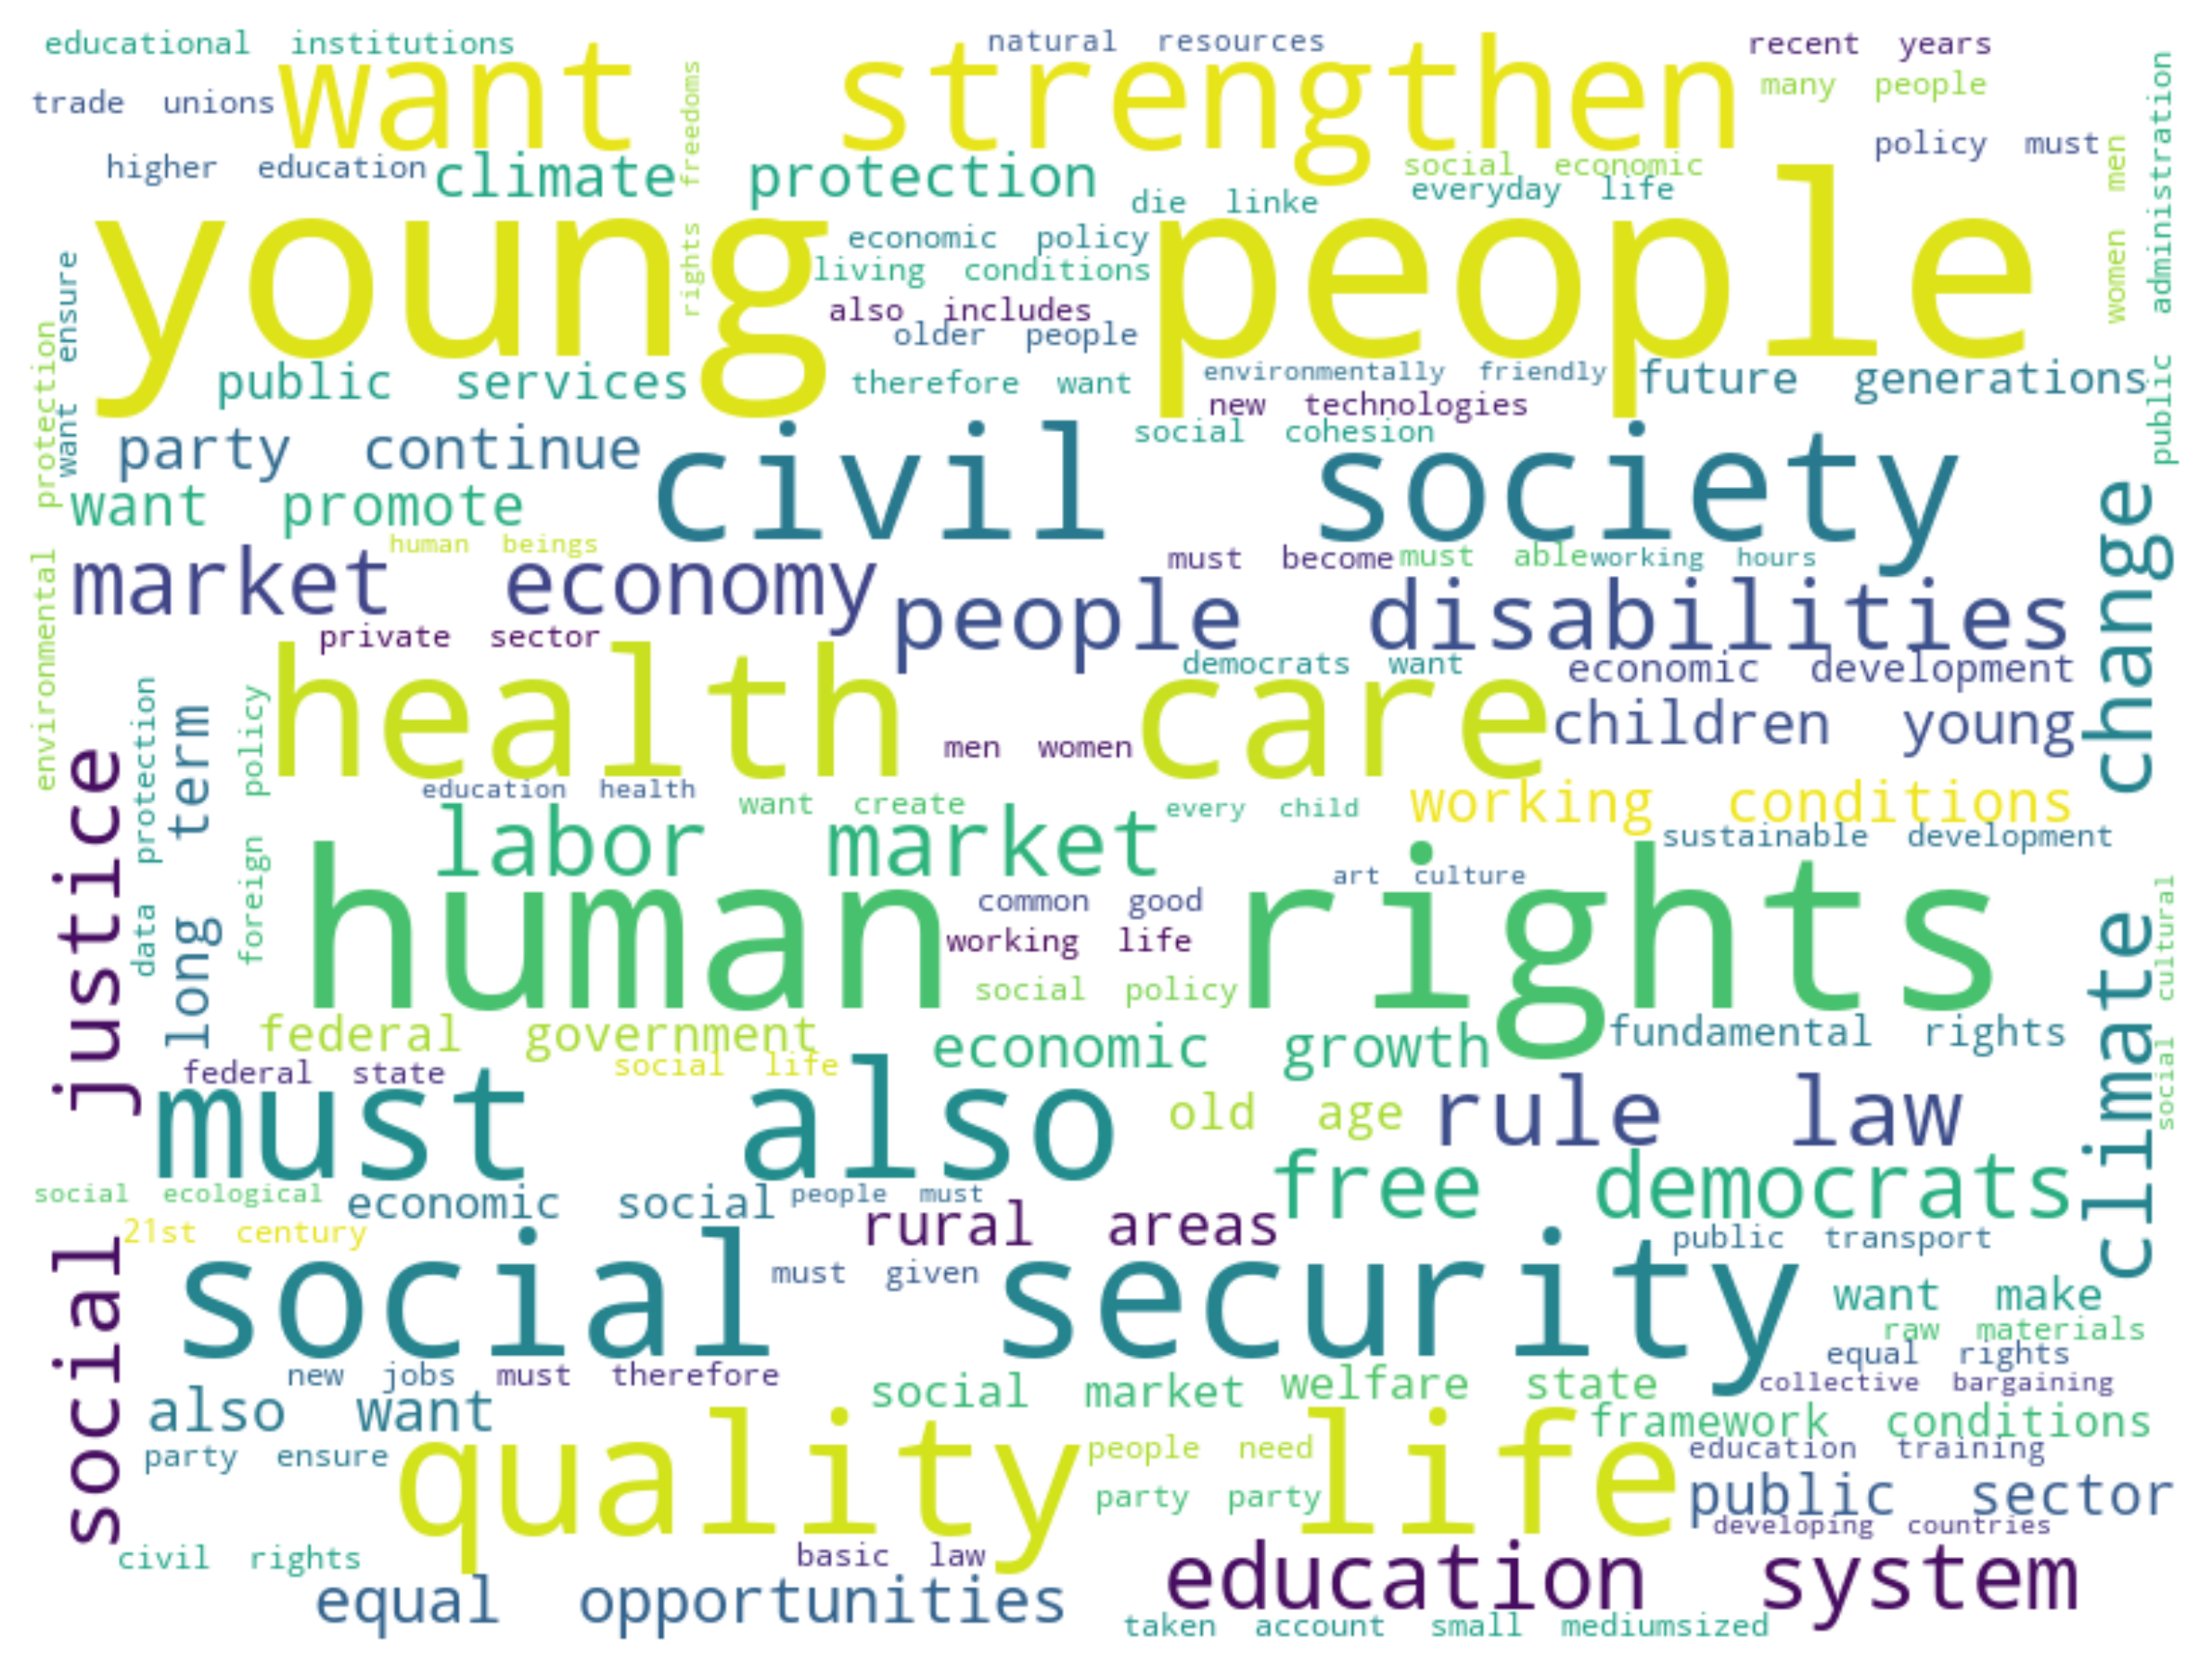 educational institutions
natural resources
recent years
want strengthen
many people
trade unions
policy must
higher education
climate protection
social economic
everyday life
die linke
young people
economic policy
living conditions
also includes
older people
rights freedoms
women men
public administration
want ensure
environmental protection
public services
therefore want
environmentally friendly
future generations
new technologies
social cohesion
party continue
civil society
want promote
human beings
market economy
must become
must able
working hours
people disabilities
private sector
democrats want
economic development
health care
children young
men women
climate change
social justice
long term
data protection
foreign policy
education health
want create
every child
working conditions
labor market
sustainable development
human rights
art culture
common good
working life
social policy
social cultural
federal government
economic growth
fundamental rights
social life
federal state
must also
old age
rule law
free democrats
social ecological
economic social
people must
rural areas
21st century
public transport
social security
must given
want make
raw materials
equal rights
new jobs
must therefore
social market
welfare state
collective bargaining
also want
framework conditions
quality life
people need
education training
party ensure
party party
public sector
developing countries
civil rights
basic law
education system
equal opportunities
taken account
small mediumsized